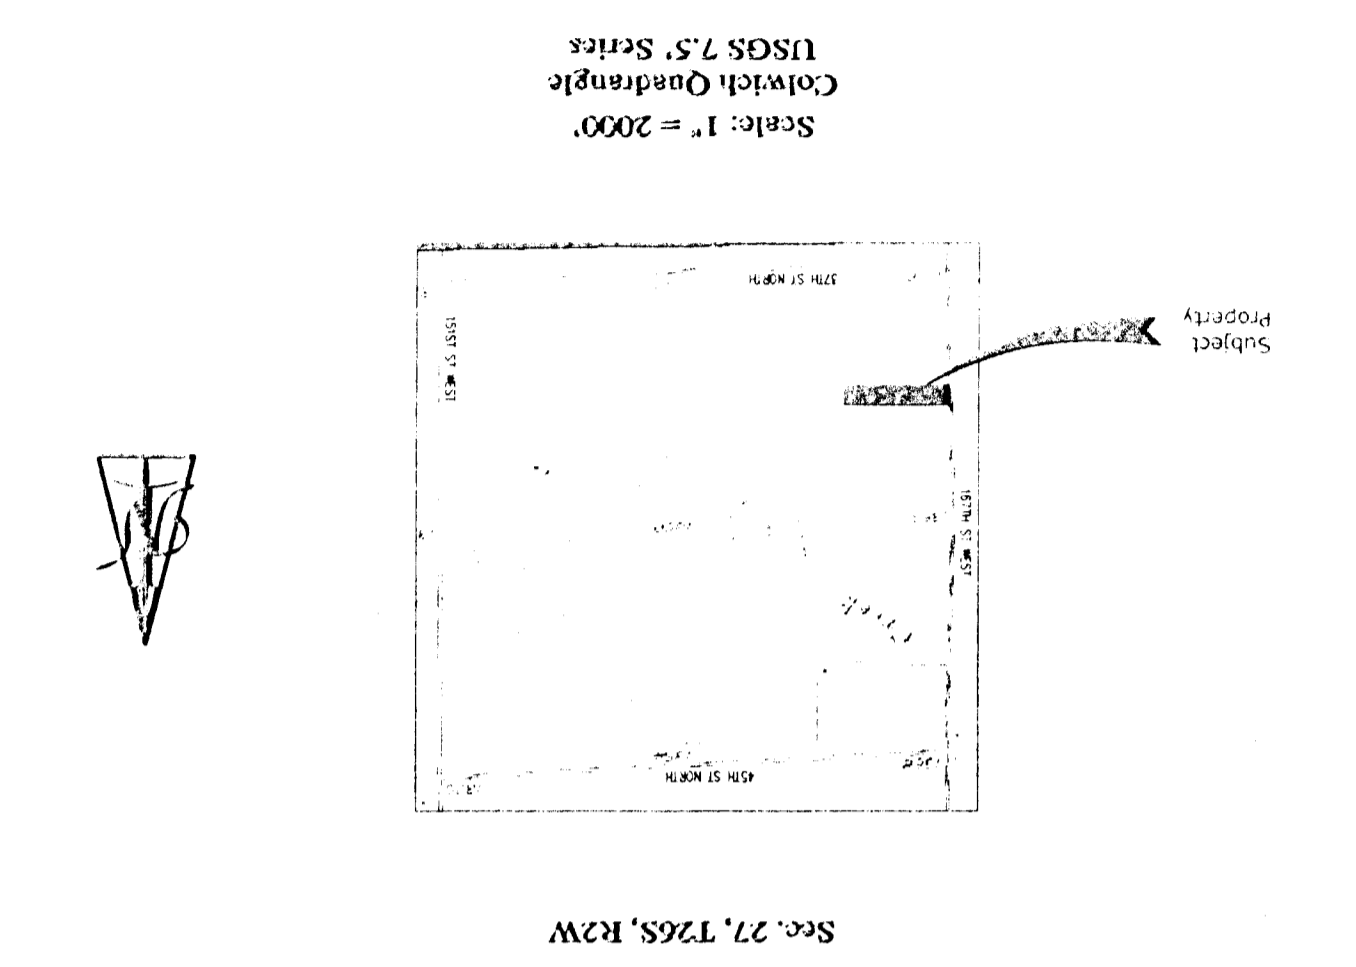 Sec. 27, T26S, R2W
45TH ST NORTH
Creek
167TH ST WEST
151ST ST WEST
Subject
Property
37TH ST NORTH
Scale: 1" = 2000'
Colwich Quadrangle
USGS 7.5' Series